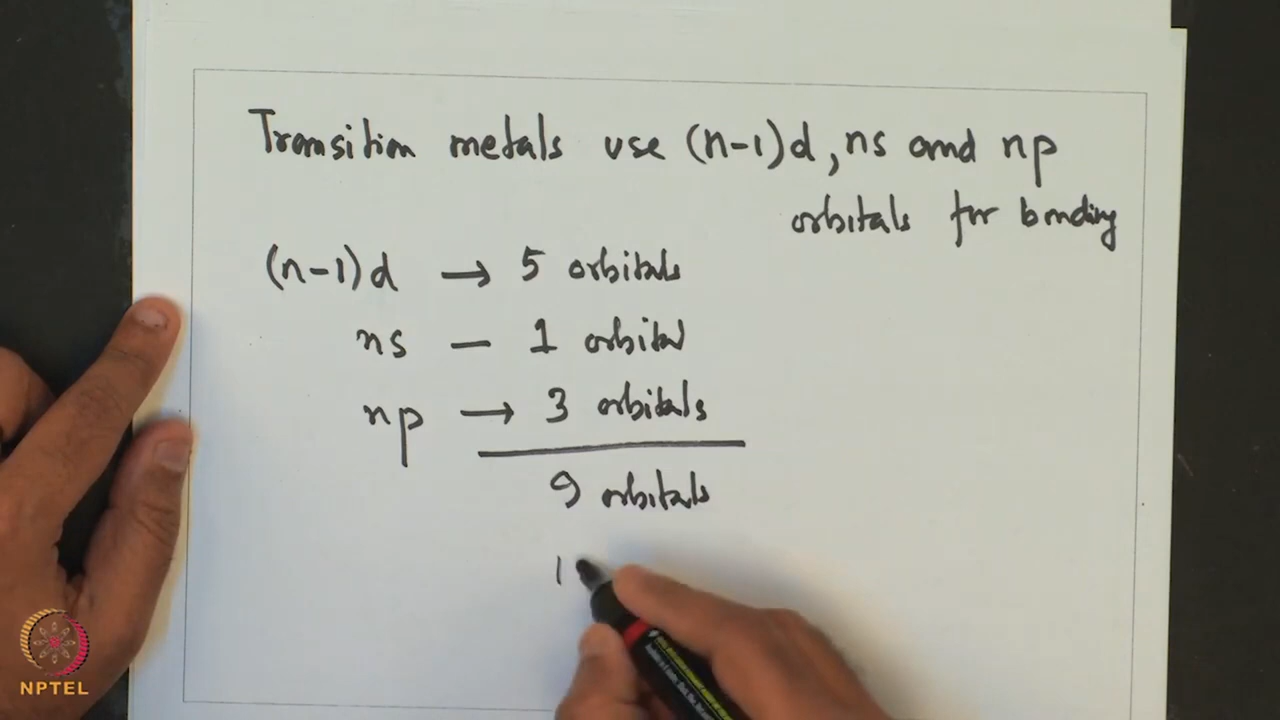 Transition metals use (n-1)d, ns and np
orbitals for bonding
(n-1)d → 5 orbitals
ns — 1 orbital
np → 3 orbitals
9 orbitals
1
NPTEL